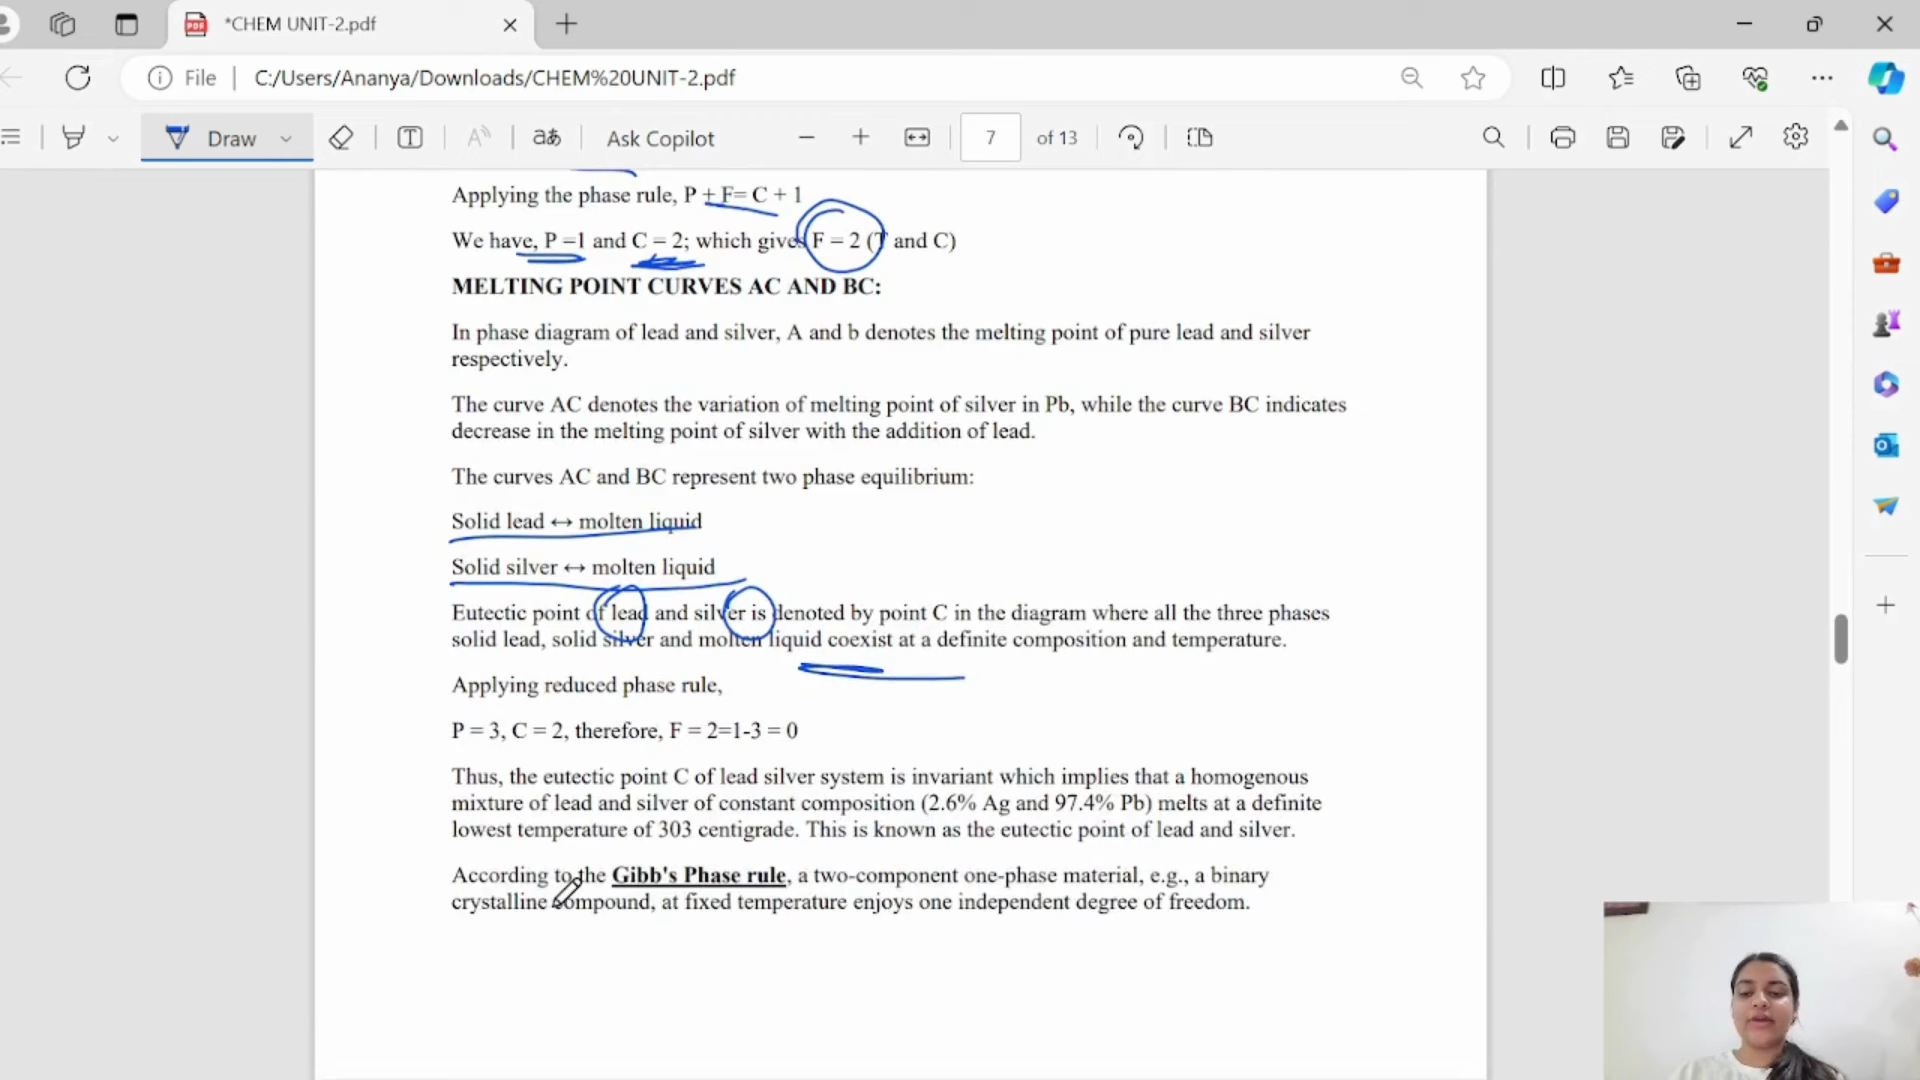 *CHEM UNIT-2.pdf
File
C:/Users/Ananya/Downloads/CHEM%20UNIT-2.pdf
Draw
T
A
aあ
Ask Copilot
7
of 13
Applying the phase rule, P + F= C + 1
We have, P =1 and C = 2; which gives F = 2 (T and C)
MELTING POINT CURVES AC AND BC:
In phase diagram of lead and silver, A and b denotes the melting point of pure lead and silver
respectively.
The curve AC denotes the variation of melting point of silver in Pb, while the curve BC indicates
decrease in the melting point of silver with the addition of lead.
The curves AC and BC represent two phase equilibrium:
Solid lead ↔ molten liquid
Solid silver ↔ molten liquid
Eutectic point of lead and silver is denoted by point C in the diagram where all the three phases
solid lead, solid silver and molten liquid coexist at a definite composition and temperature.
Applying reduced phase rule,
P = 3, C = 2, therefore, F = 2=1-3 = 0
Thus, the eutectic point C of lead silver system is invariant which implies that a homogenous
mixture of lead and silver of constant composition (2.6% Ag and 97.4% Pb) melts at a definite
lowest temperature of 303 centigrade. This is known as the eutectic point of lead and silver.
According to the Gibb's Phase rule, a two-component one-phase material, e.g., a binary
crystalline compound, at fixed temperature enjoys one independent degree of freedom.